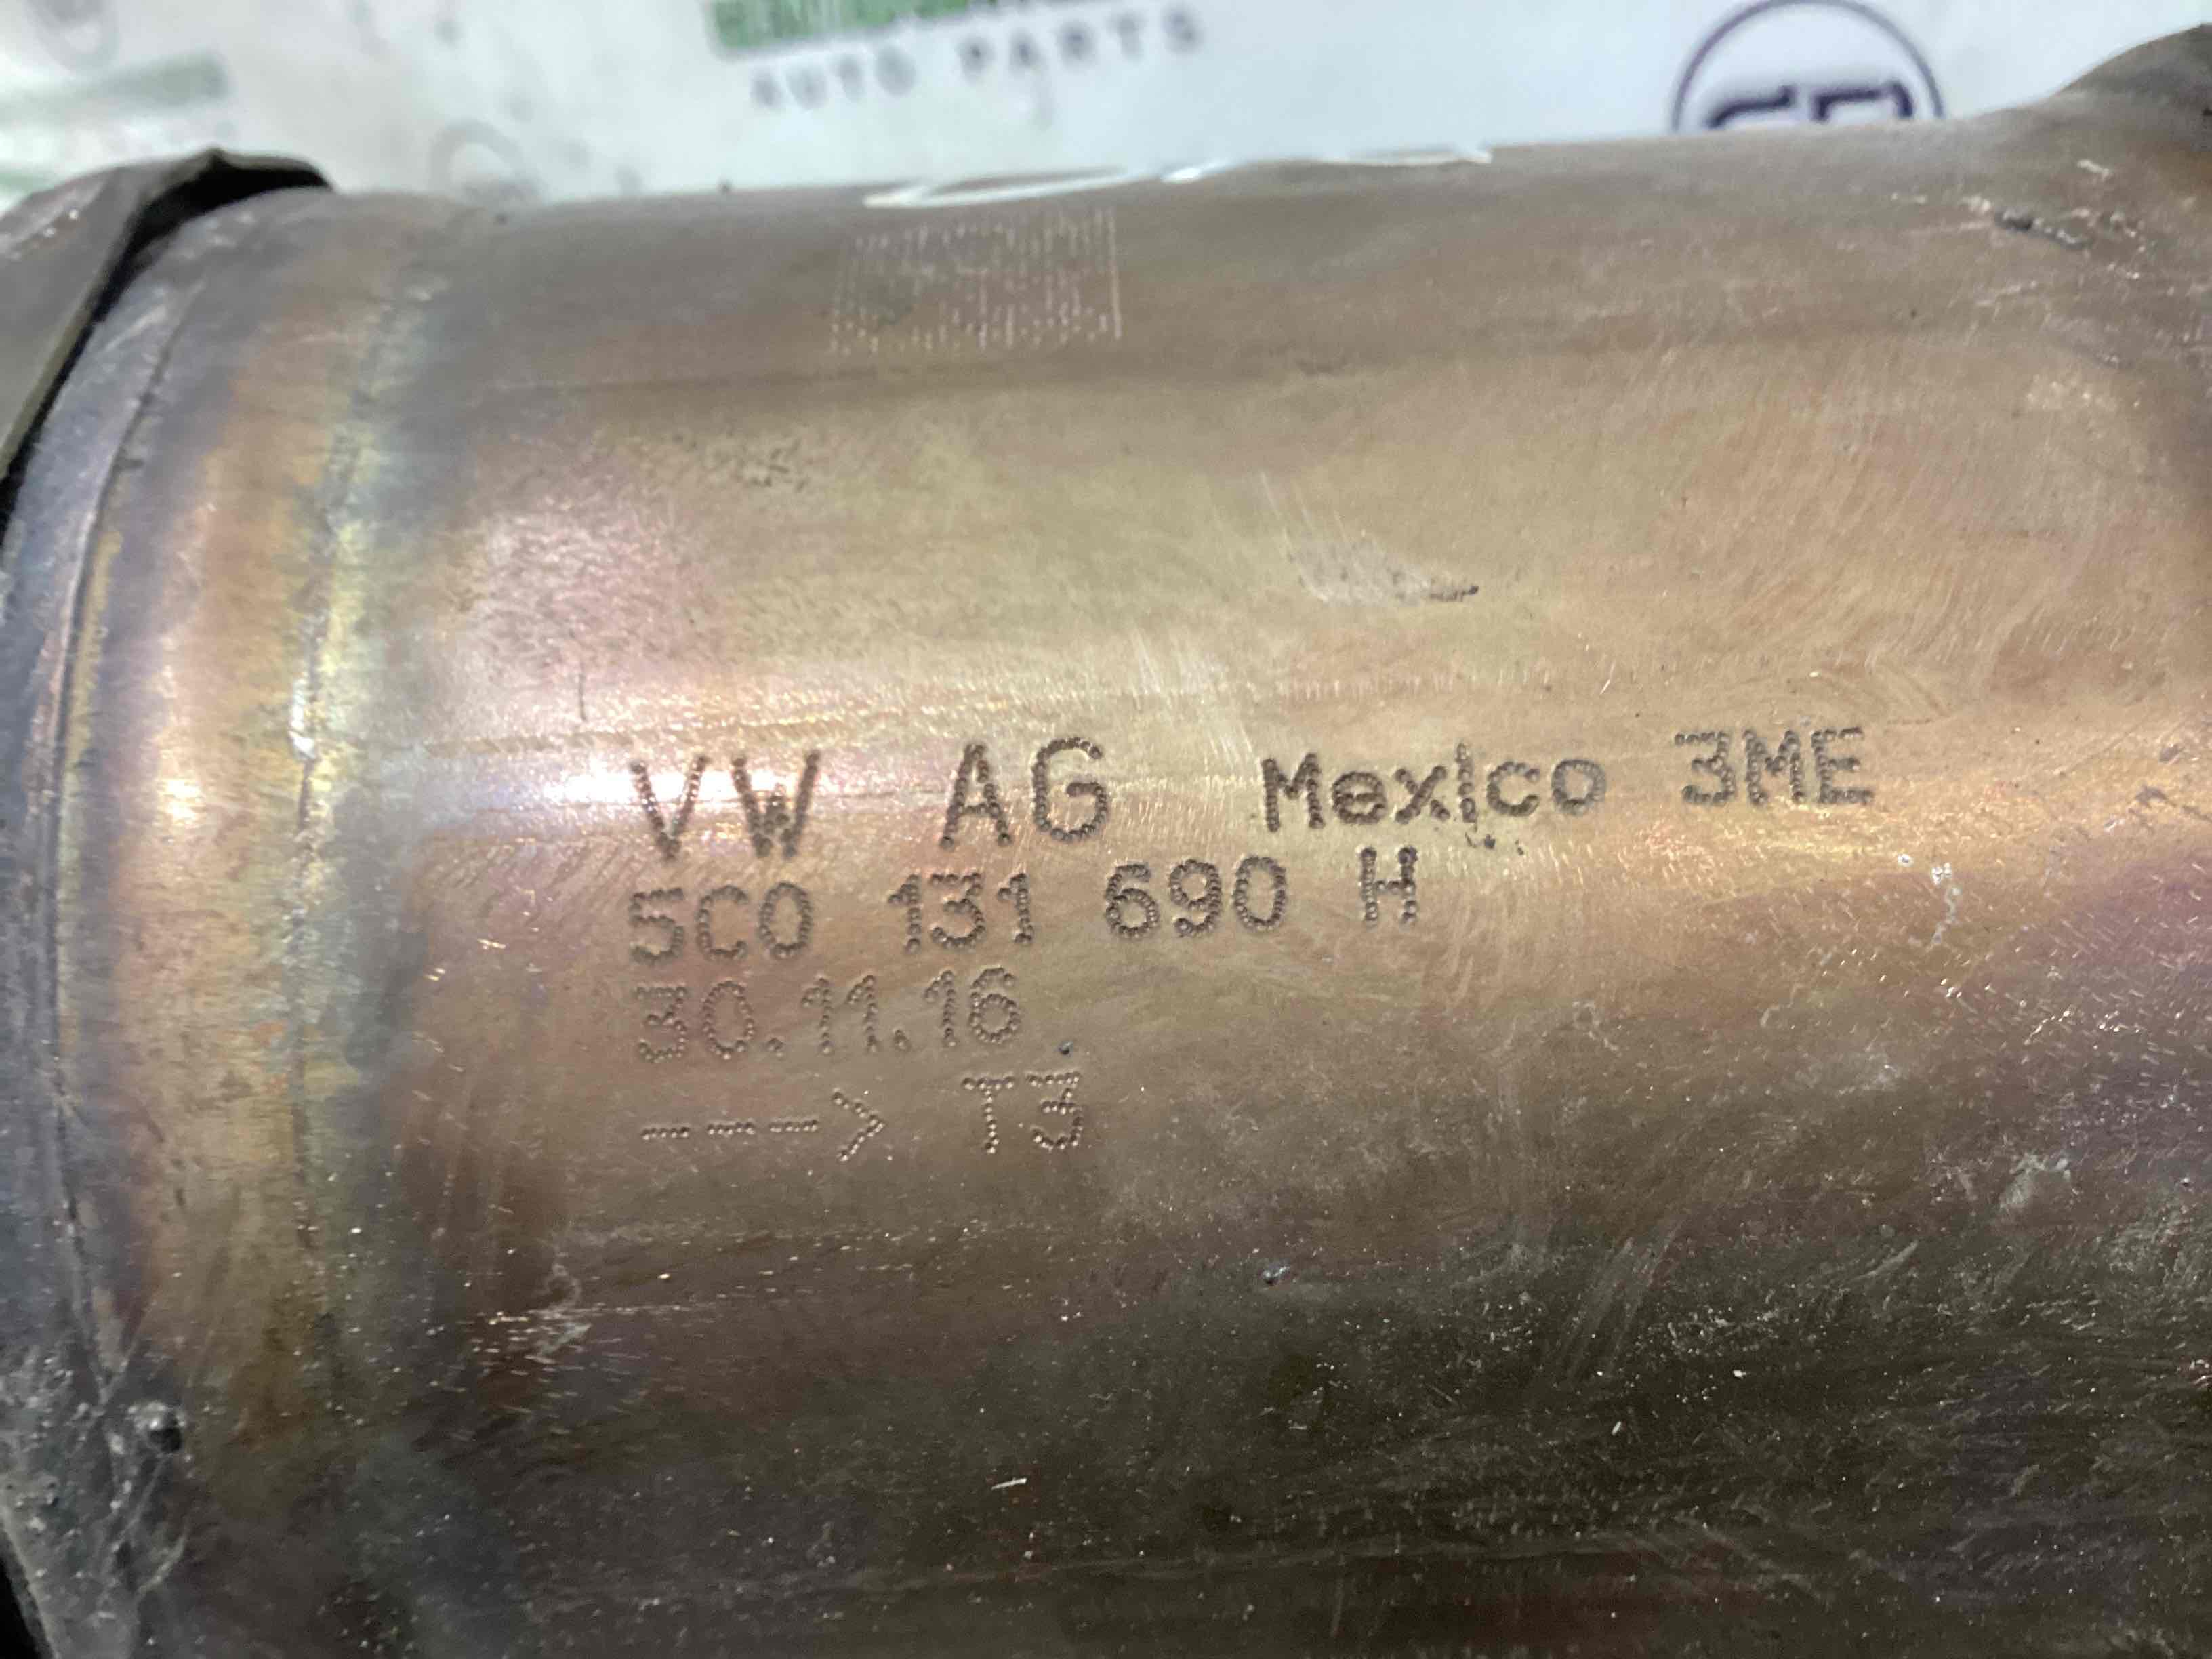 AUTO PARTS
VW AG Mexico 3ME
5C0 131 690 H
30.11.16
---> T3